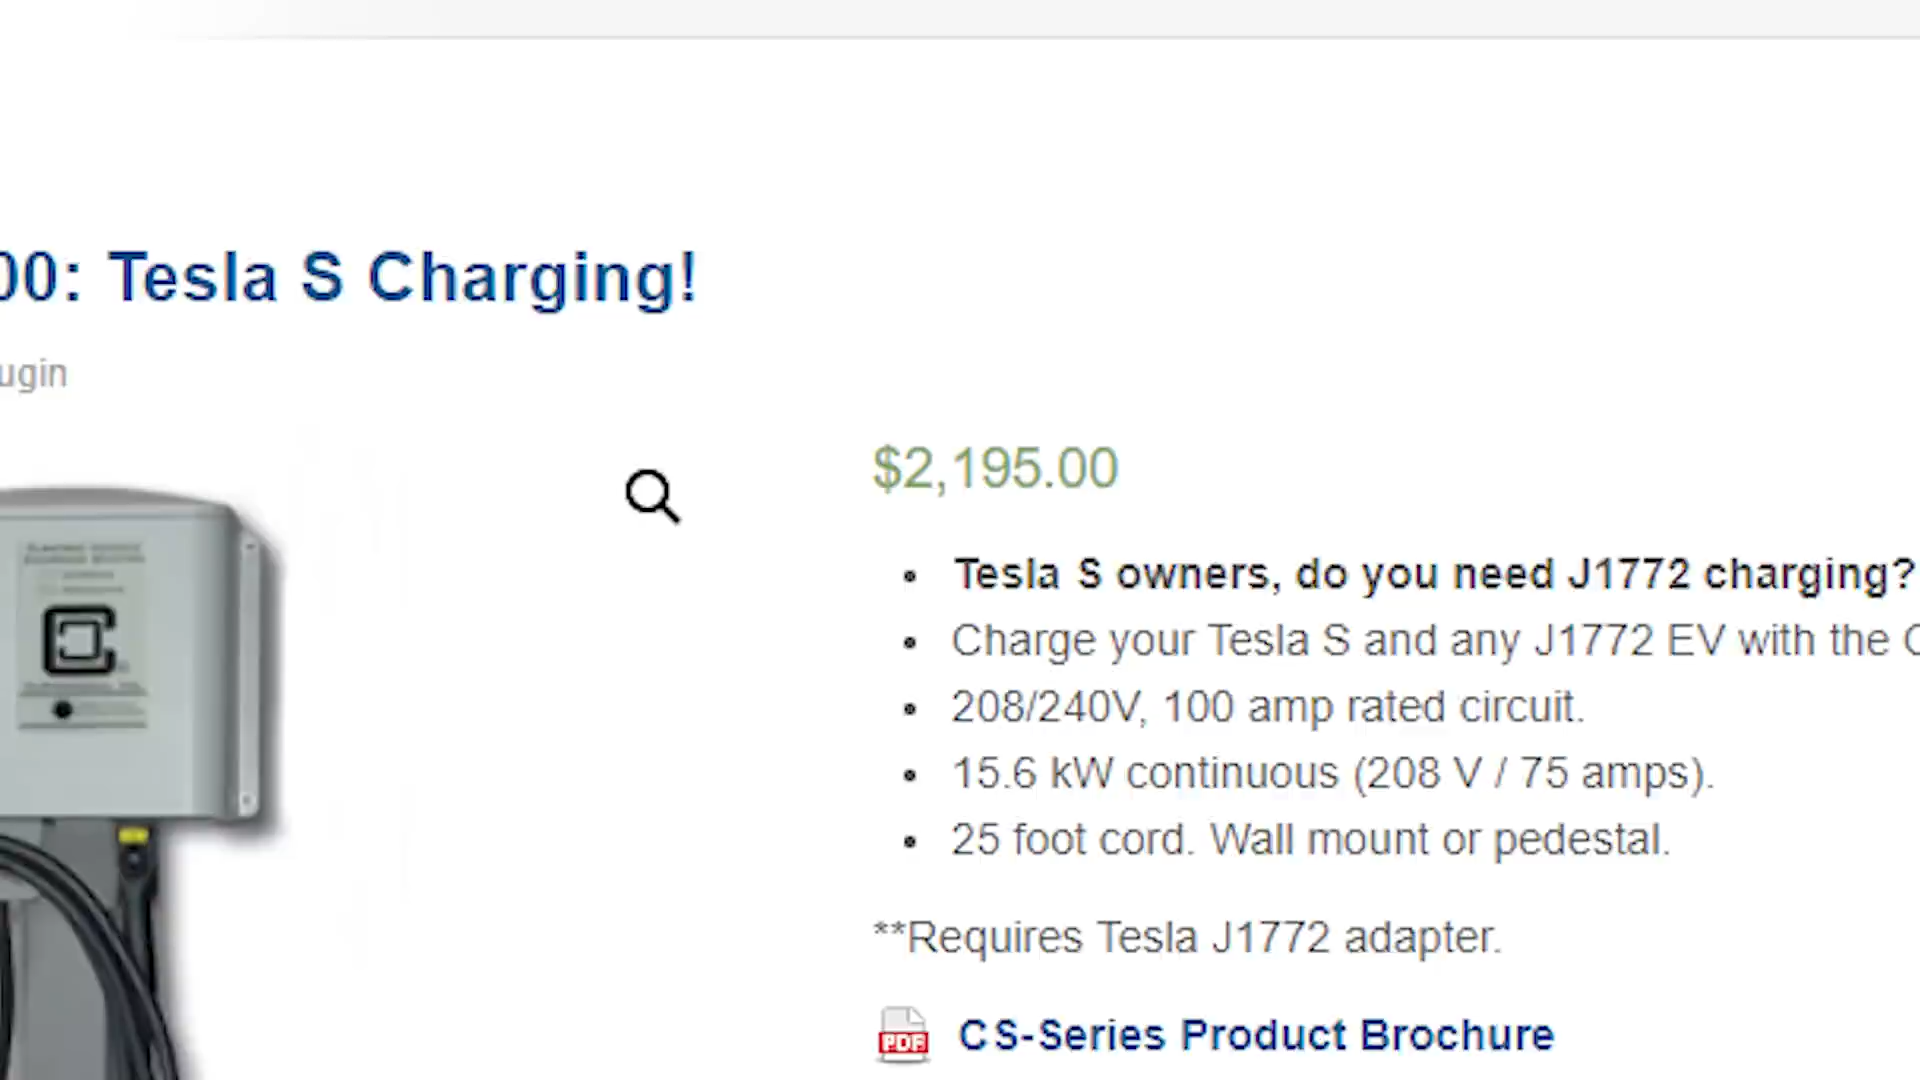 00: Tesla S Charging!
ugin
$2,195.00
Tesla S owners, do you need J1772 charging?
Charge your Tesla S and any J1772 EV with the C
208/240V, 100 amp rated circuit.
15.6 kW continuous (208 V / 75 amps).
25 foot cord. Wall mount or pedestal.
**Requires Tesla J1772 adapter.
PDF CS-Series Product Brochure